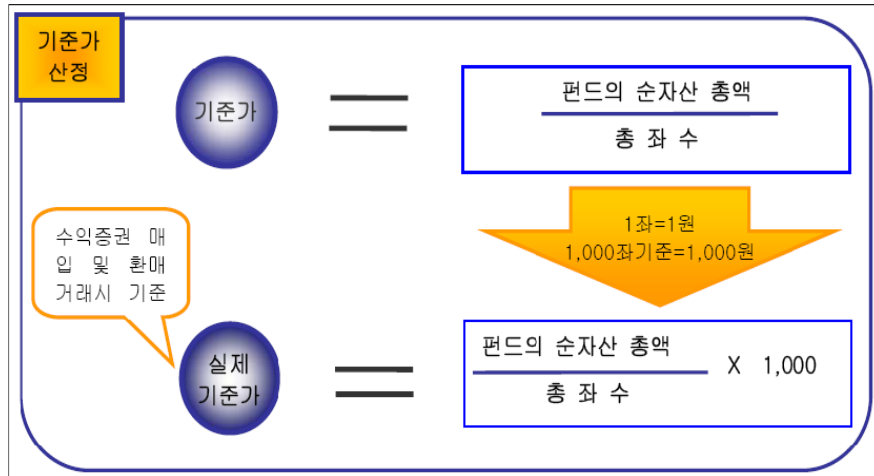 기준가
산정
기준가
펀드의 순자산 총액
총 좌 수
1좌=1원
1,000좌기준=1,000원
수익증권 매
입 및 환매
거래시 기준
실제
기준가
펀드의 순자산 총액
총 좌 수
X 1,000